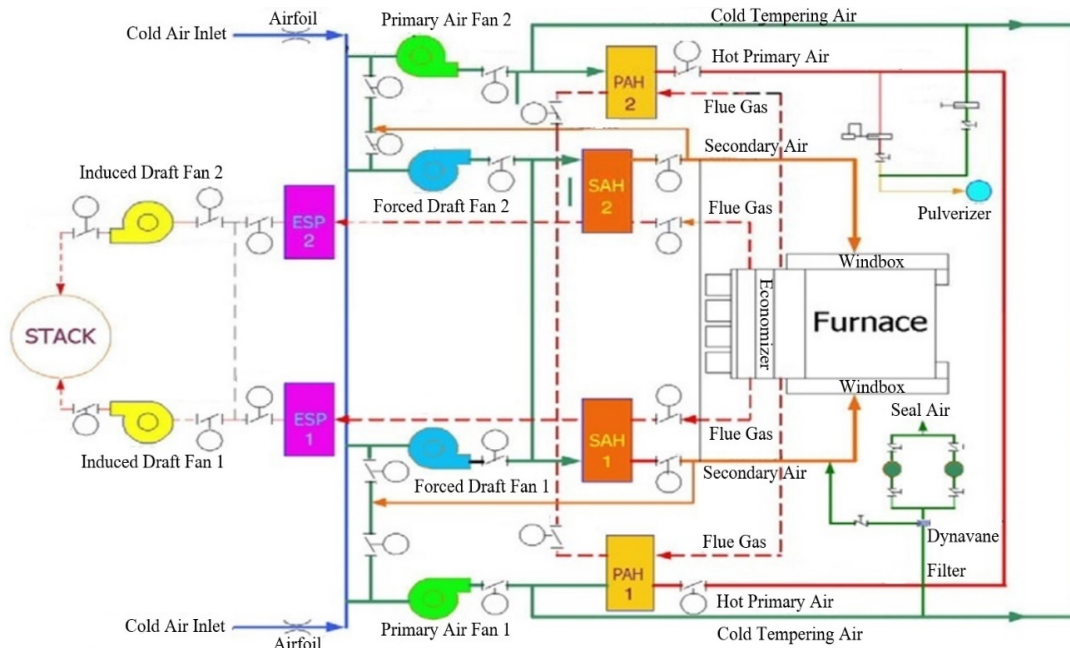 Airfoil
Primary Air Fan 2
Cold Tempering Air
Cold Air Inlet
Hot Primary Air
PAH
2
Flue Gas
Secondary Air
Induced Draft Fan 2
Forced Draft Fan 2
SAH
2
Pulverizer
ESP
2
Flue Gas
Windbox
STACK
Economizer
Furnace
Windbox
ESP
1
SAH
1
Flue Gas
Seal Air
Induced Draft Fan 1
Forced Draft Fan 1
Secondary Air
Dynavane
Flue Gas
PAH
1
Filter
Hot Primary Air
Cold Air Inlet
Primary Air Fan 1
Cold Tempering Air
Airfoil